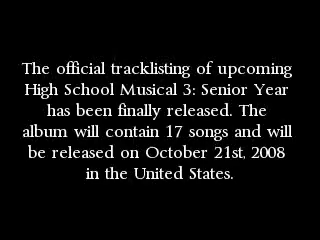 The official tracklisting of upcoming
High School Musical 3: Senior Year
has been finally released. The
album will contain 17 songs and will
be released on October 21st, 2008
in the United States.